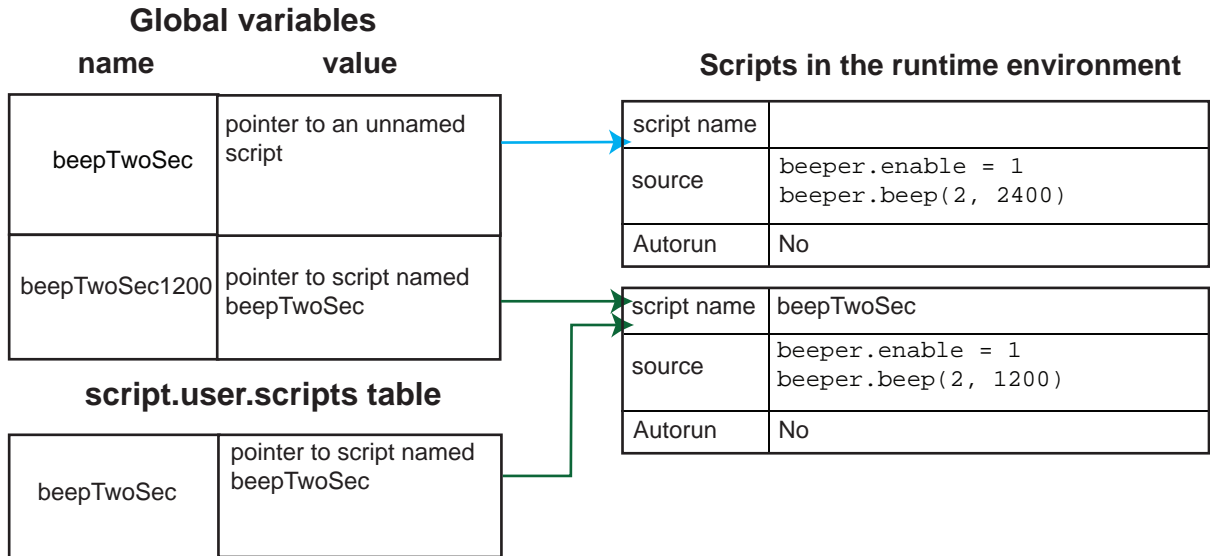 Global variables
name value
beepTwoSec
pointer to an unnamed
script
beepTwoSec1200
pointer to script named
beepTwoSec
script.user.scripts table
beepTwoSec
pointer to script named
beepTwoSec
Scripts in the runtime environment
script name
source
beeper.enable = 1
beeper.beep(2, 2400)
Autorun No
script name beepTwoSec
source
beeper.enable = 1
beeper.beep(2, 1200)
Autorun No